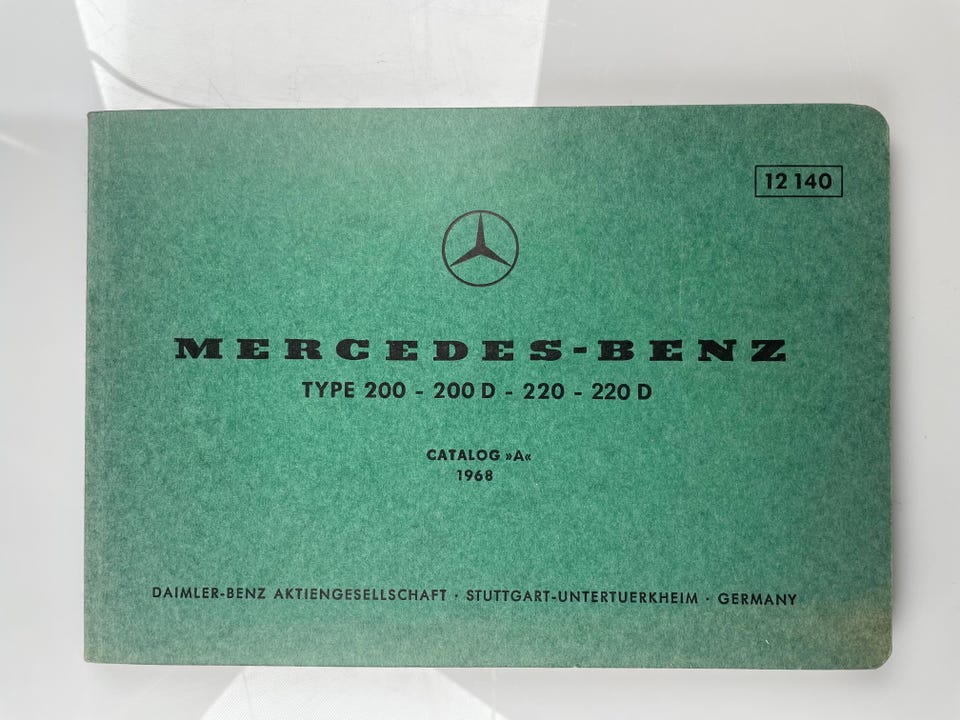 12 140
MERCEDES-BENZ
TYPE 200 - 200 D - 220 - 220 D
CATALOG »A«
1968
DAIMLER-BENZ AKTIENGESELLSCHAFT · STUTTGART-UNTERTUERKHEIM · GERMANY